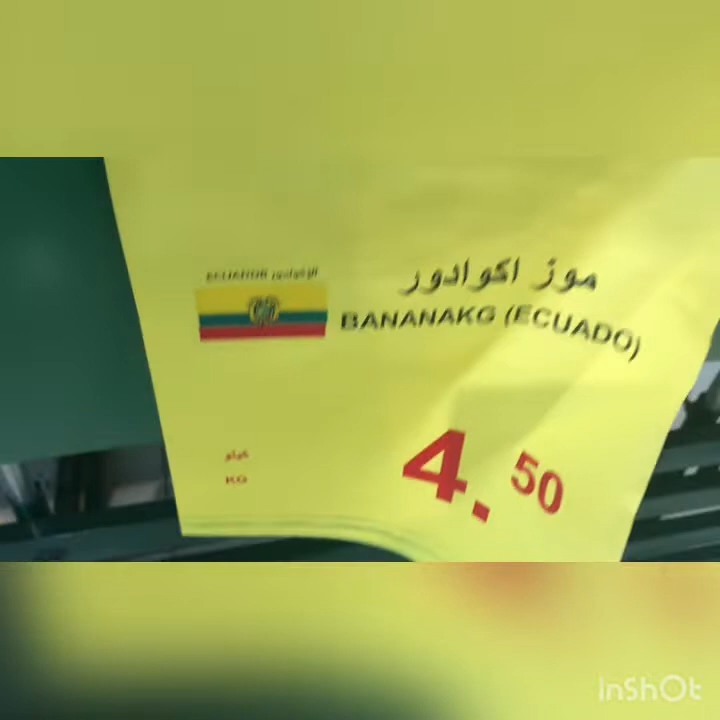 ECUADOR الإكوادور
موز اكوادور
BANANAKG (ECUADO)
كيلو
KG
4.50
InShOt